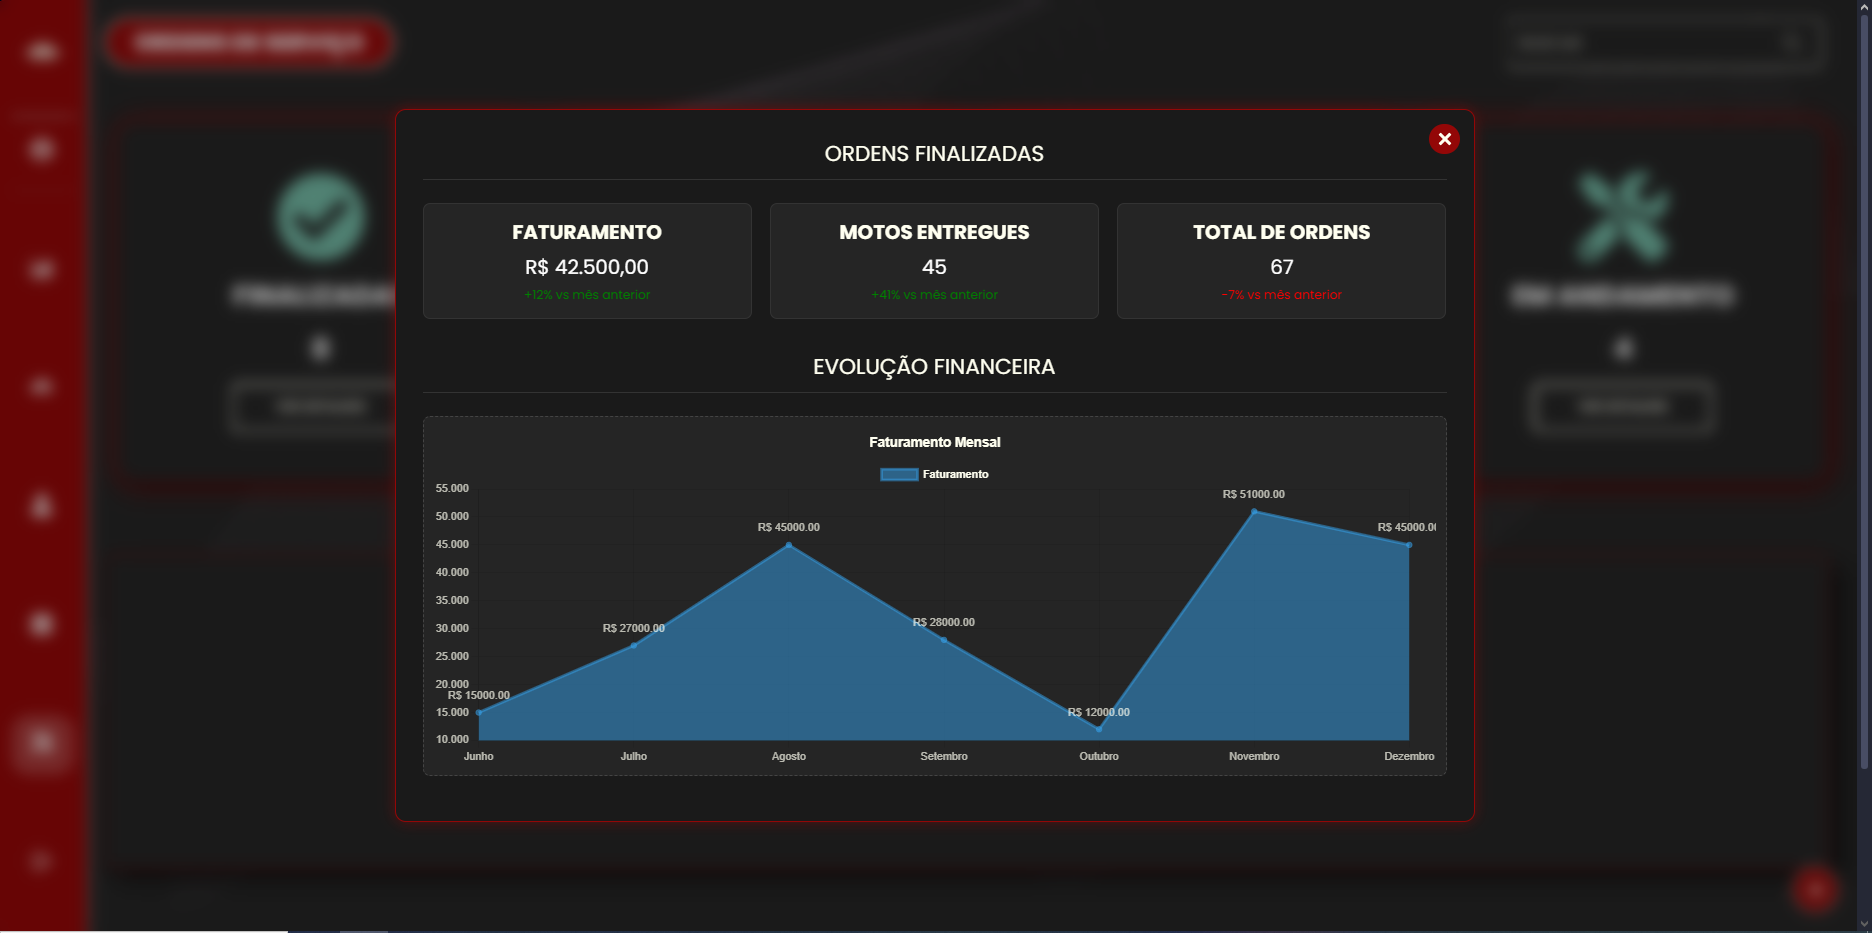 ORDENS FINALIZADAS
FATURAMENTO
R$ 42.500,00
+12% vs mês anterior
MOTOS ENTREGUES
45
+41% vs mês anterior
TOTAL DE ORDENS
67
-7% vs mês anterior
EVOLUÇÃO FINANCEIRA
Faturamento Mensal
Faturamento
55.000
50.000
45.000
40.000
35.000
30.000
25.000
20.000
15.000
10.000
R$ 15000.00
R$ 27000.00
R$ 45000.00
R$ 28000.00
R$ 12000.00
R$ 51000.00
R$ 45000.0
Junho
Julho
Agosto
Setembro
Outubro
Novembro
Dezembro